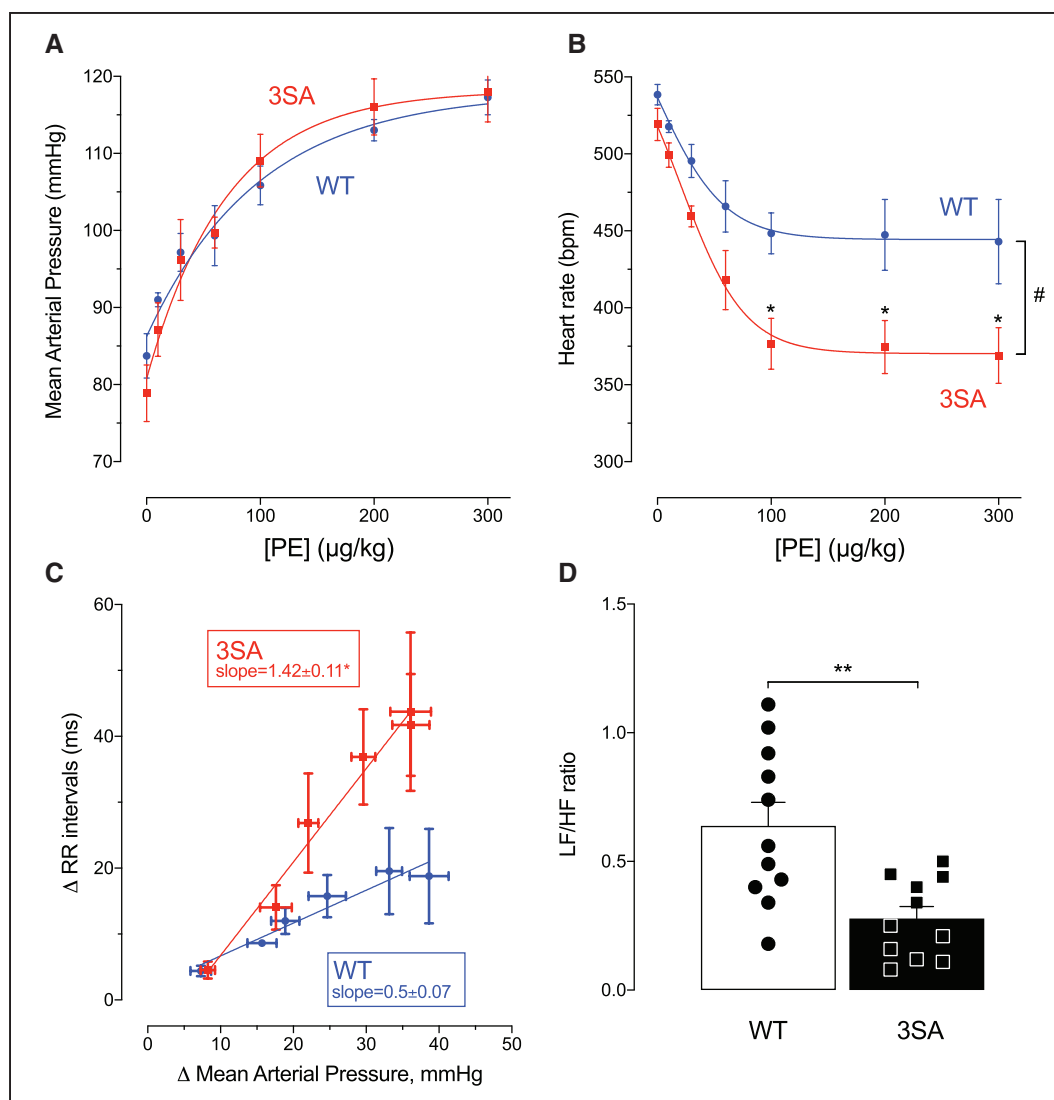 A
120
110
100
90
80
70
Mean Arterial Pressure (mmHg)
3SA
WT
0 100 200 300
[PE] (µg/kg)
B
550
500
450
400
350
300
Heart rate (bpm)
WT
* * *
#
3SA
0 100 200 300
[PE] (µg/kg)
C
60
40
20
0
Δ RR intervals (ms)
3SA
slope=1.42±0.11*
WT
slope=0.5±0.07
0 10 20 30 40 50
Δ Mean Arterial Pressure, mmHg
D
1.5
1.0
0.5
0.0
LF/HF ratio
**
WT 3SA